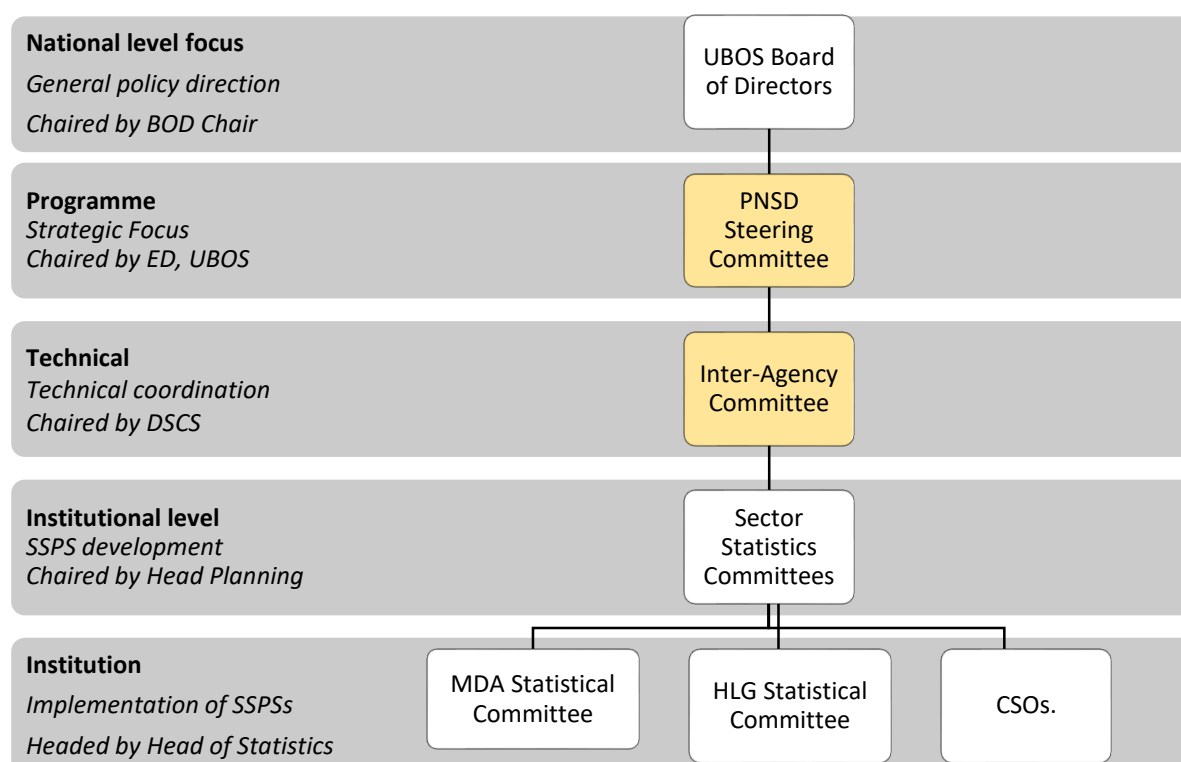 National level focus
General policy direction
Chaired by BOD Chair
UBOS Board
of Directors
Programme
Strategic Focus
Chaired by ED, UBOS
PNSD
Steering
Committee
Technical
Technical coordination
Chaired by DSCS
Inter-Agency
Committee
Institutional level
SSPS development
Chaired by Head Planning
Sector
Statistics
Committees
Institution
Implementation of SSPSs
Headed by Head of Statistics
MDA Statistical
Committee
HLG Statistical
Committee
CSOs.